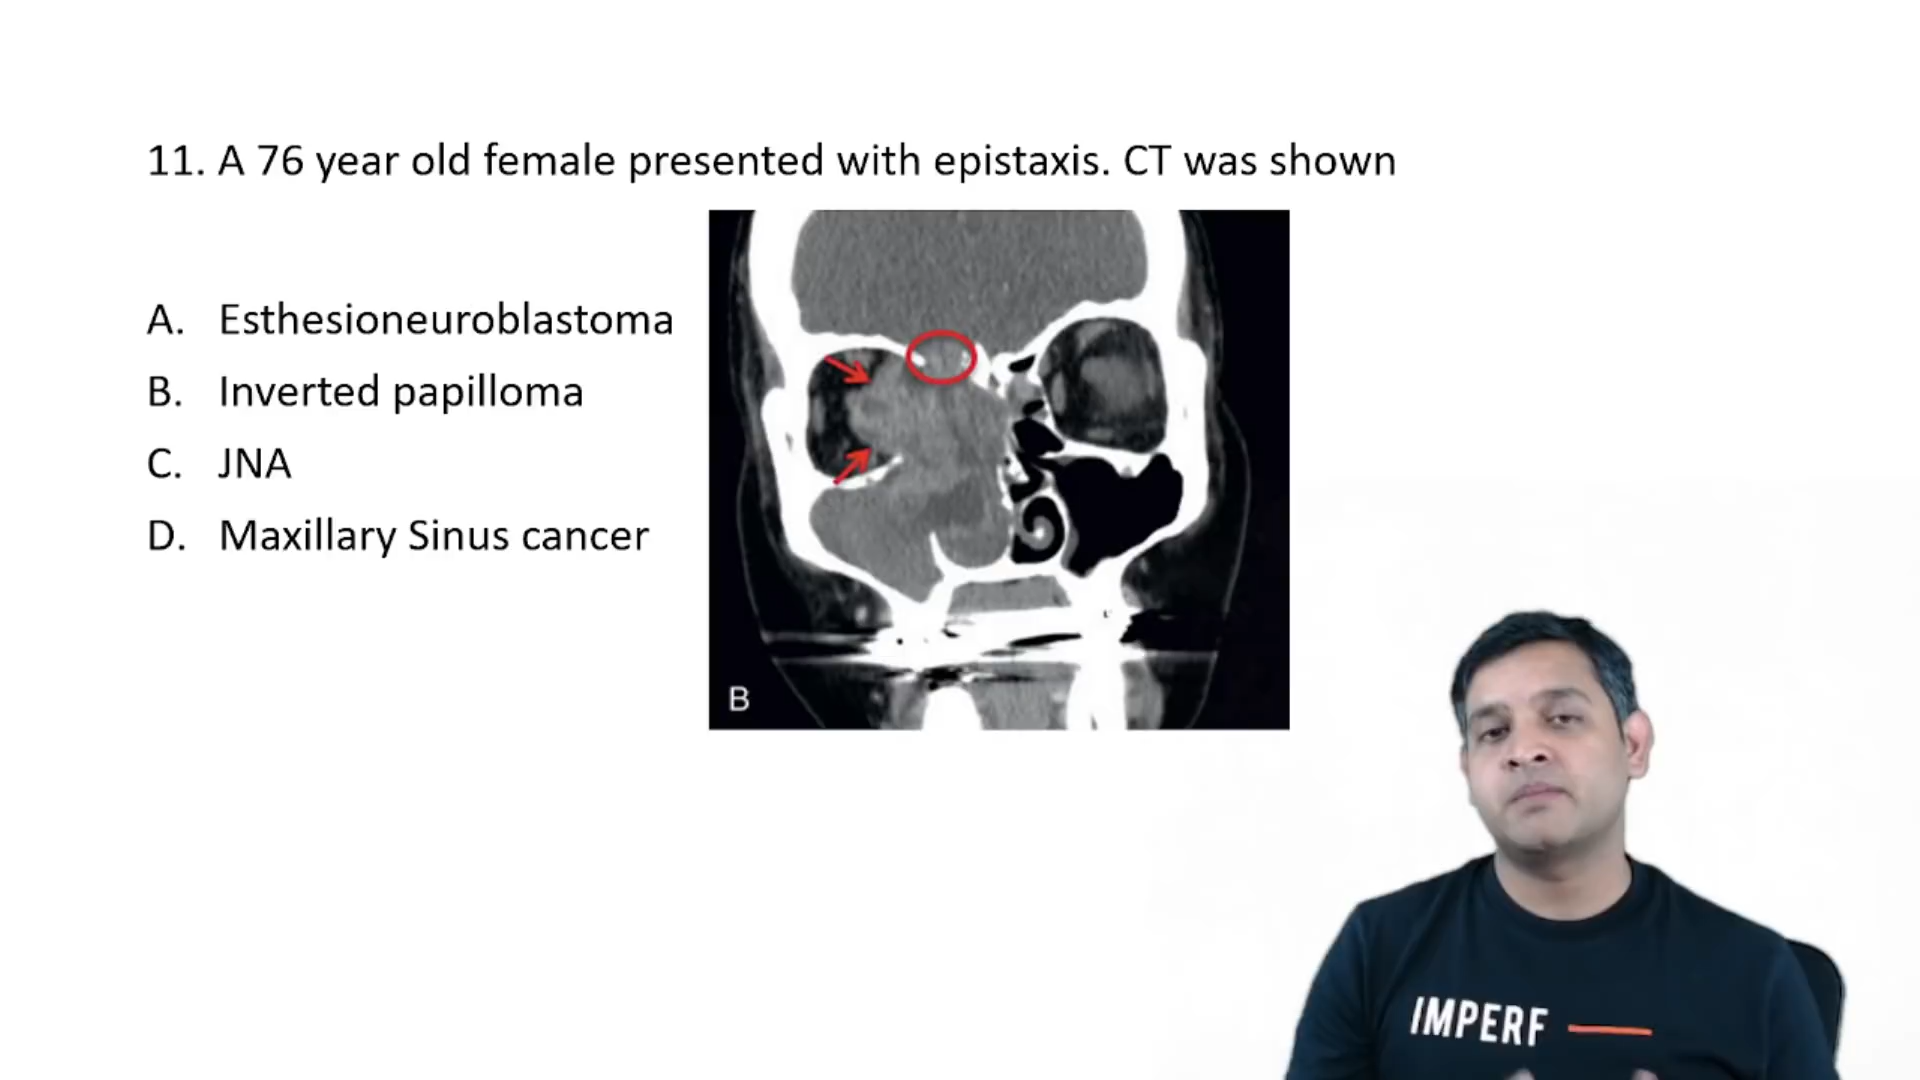 11. A 76 year old female presented with epistaxis. CT was shown
A. Esthesioneuroblastoma
B. Inverted papilloma
C. JNA
D. Maxillary Sinus cancer
B
IMPERF